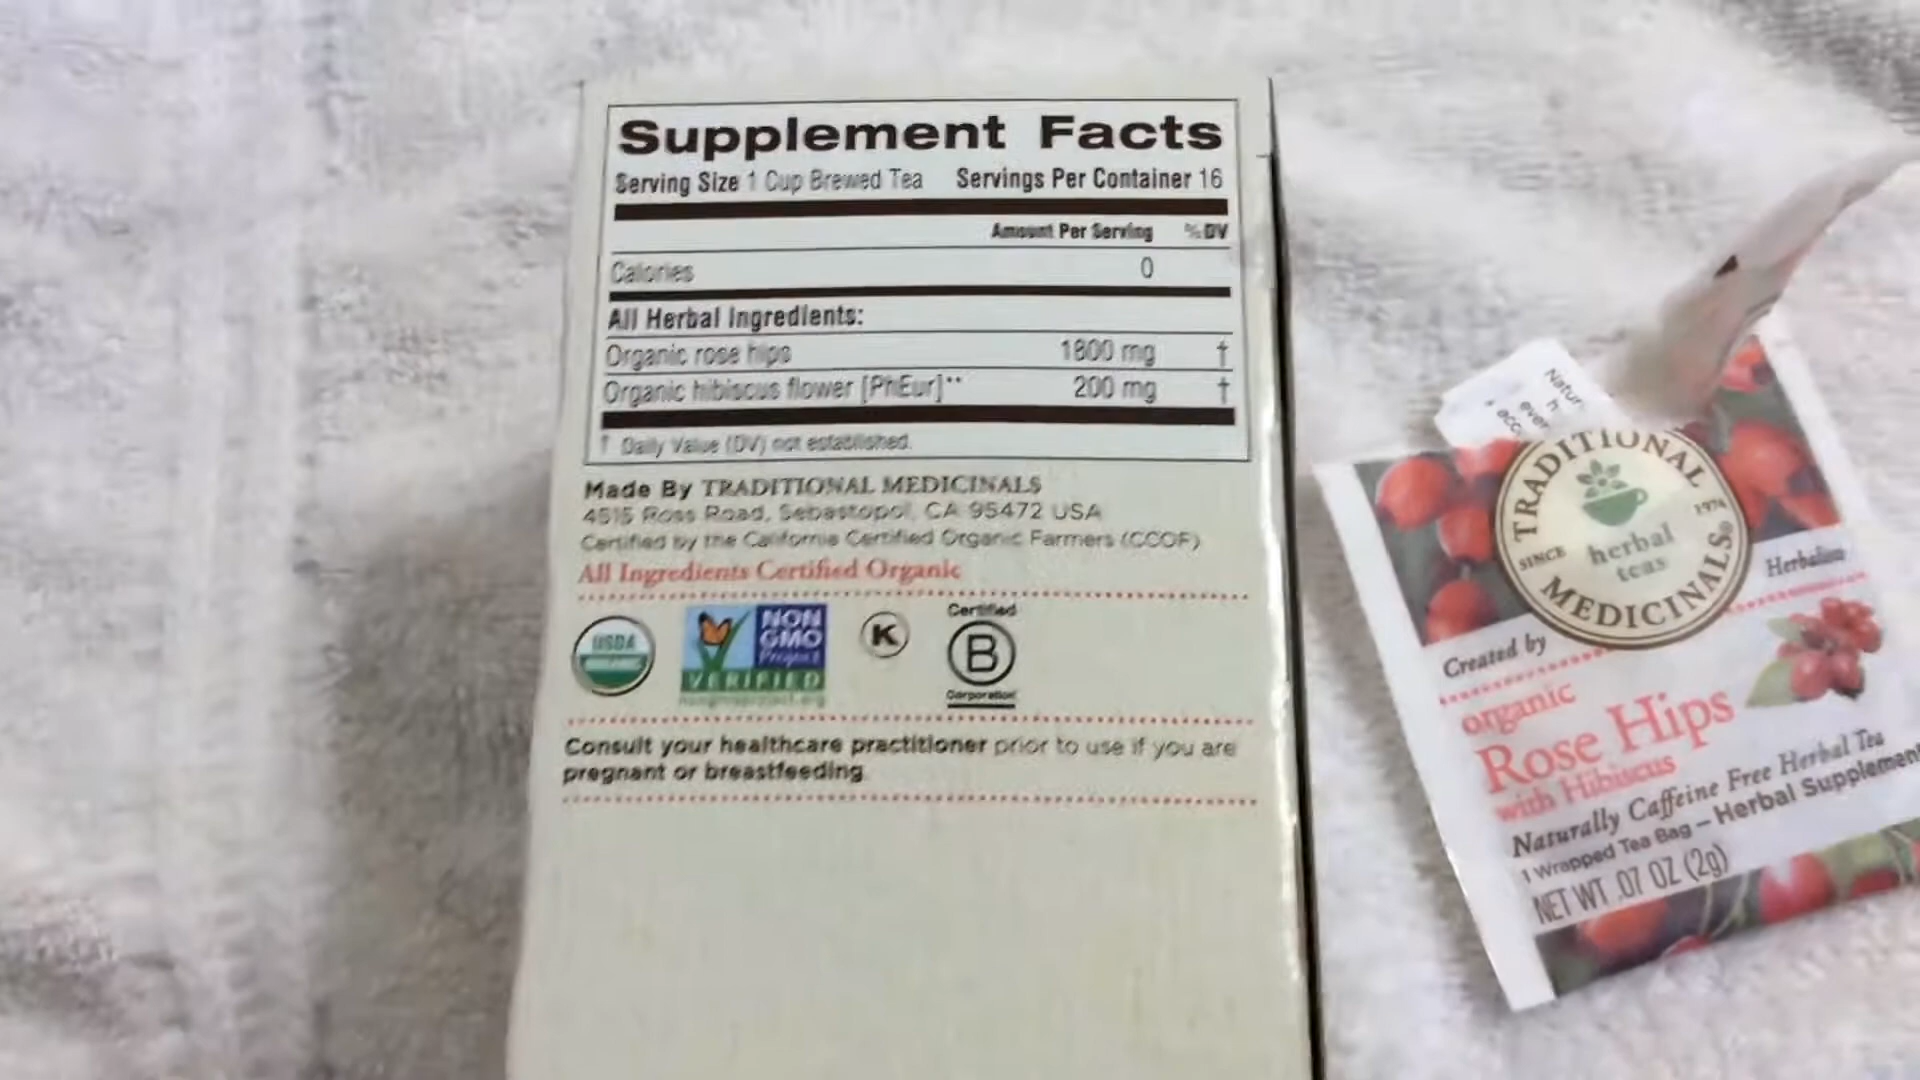 Supplement Facts
Serving Size 1 Cup Brewed Tea Servings Per Container 16
Amount Per Serving %DV
Calories 0
All Herbal Ingredients:
Organic rose hips 1800 mg †
Organic hibiscus flower [PhEur]** 200 mg †
† Daily Value (DV) not established.
Made By TRADITIONAL MEDICINALS
4515 Ross Road, Sebastopol, CA 95472 USA
Certified by the California Certified Organic Farmers (CCOF)
All Ingredients Certified Organic
USDA
ORGANIC
NON
GMO
Project
VERIFIED
nongmoproject.org
K
Certified
B
Corporation
Consult your healthcare practitioner prior to use if you are
pregnant or breastfeeding.
TRADITIONAL
MEDICINALS®
SINCE 1974
herbal
teas
Herbalists
Created by
organic
Rose Hips
with Hibiscus
Naturally Caffeine Free Herbal Tea
1 Wrapped Tea Bag – Herbal Supplement
NET WT .07 OZ (2g)